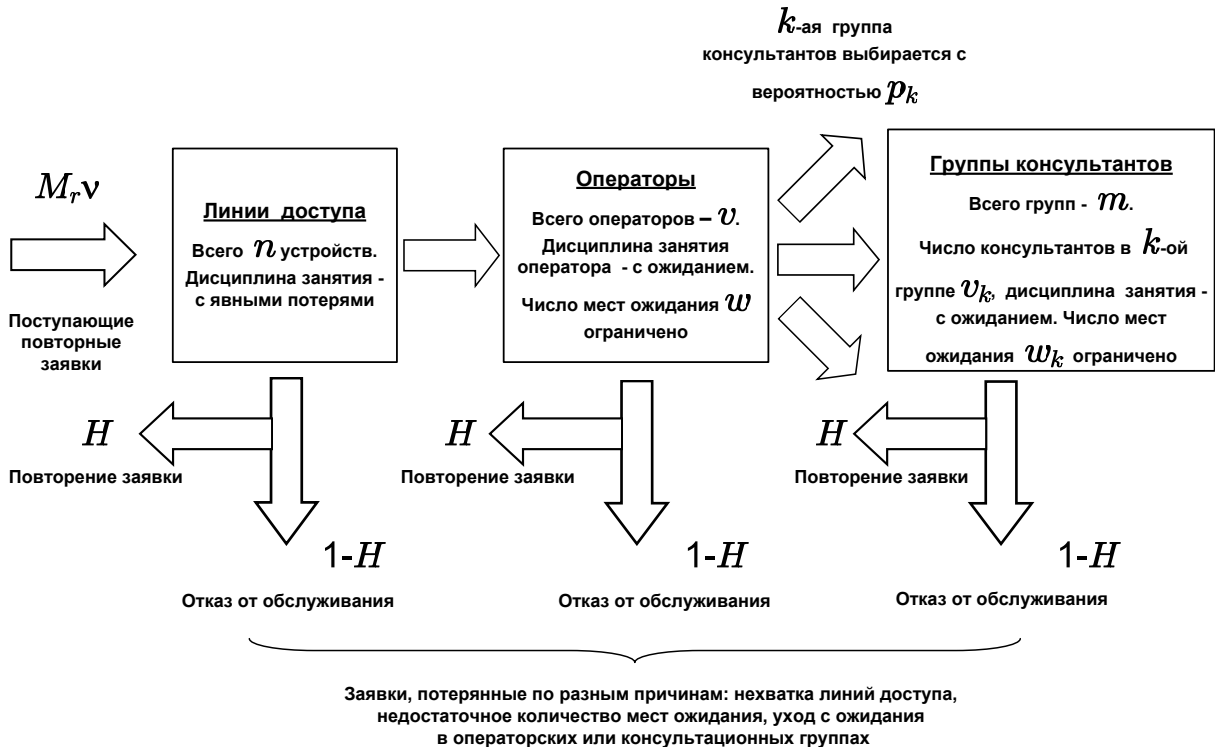 k-ая группа
консультантов выбирается с
вероятностью p_k
M_rν
Поступающие
повторные
заявки
Линии доступа
Всего n устройств.
Дисциплина занятия -
с явными потерями
Операторы
Всего операторов – v.
Дисциплина занятия
оператора - с ожиданием.
Число мест ожидания w
ограничено
Группы консультантов
Всего групп - m.
Число консультантов в k-ой
группе v_k, дисциплина занятия -
с ожиданием. Число мест
ожидания w_k ограничено
H
Повторение заявки
1-H
Отказ от обслуживания
H
Повторение заявки
1-H
Отказ от обслуживания
H
Повторение заявки
1-H
Отказ от обслуживания
Заявки, потерянные по разным причинам: нехватка линий доступа,
недостаточное количество мест ожидания, уход с ожидания
в операторских или консультационных группах